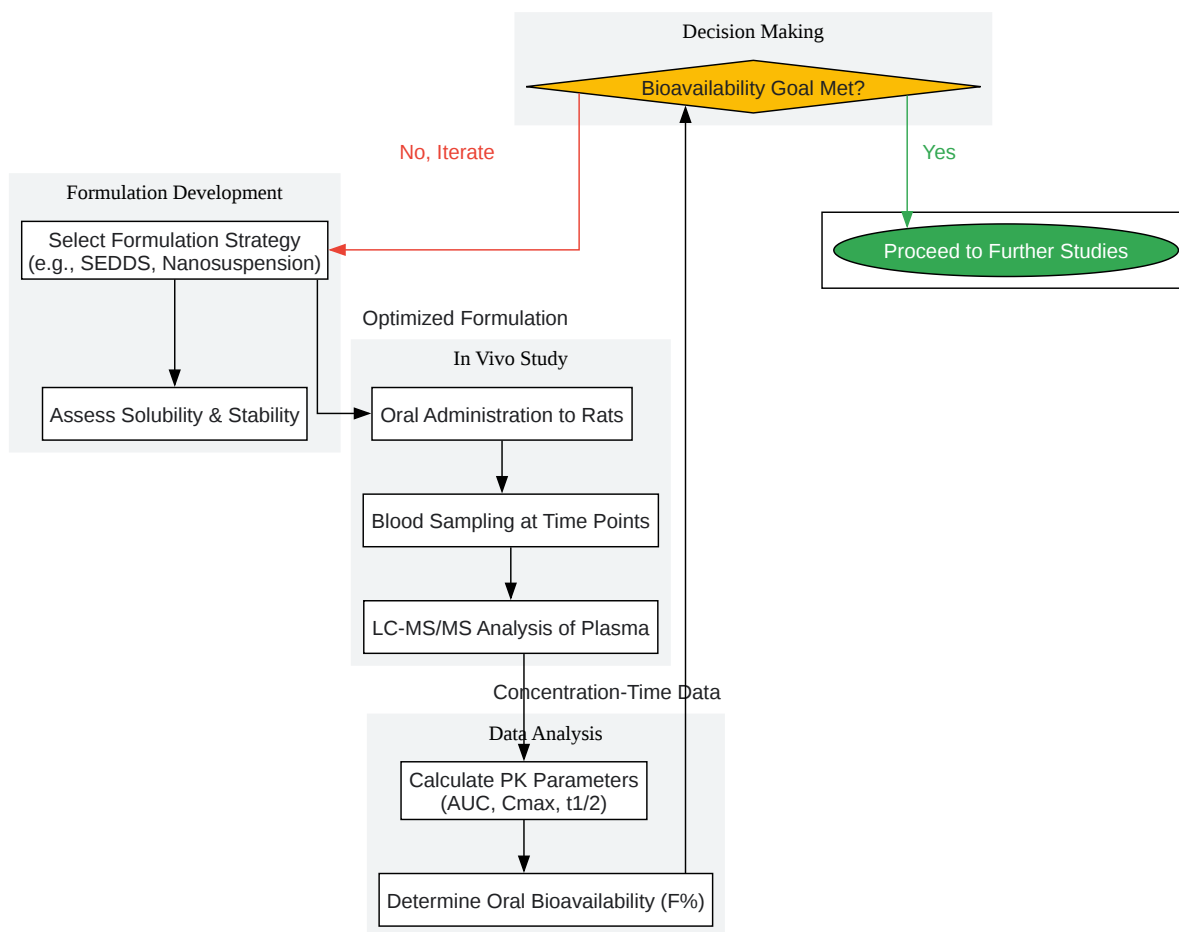 Decision Making
Bioavailability Goal Met?
No, Iterate
Yes
Formulation Development
Select Formulation Strategy
(e.g., SEDDS, Nanosuspension)
Proceed to Further Studies
Optimized Formulation
In Vivo Study
Assess Solubility & Stability
Oral Administration to Rats
Blood Sampling at Time Points
LC-MS/MS Analysis of Plasma
Concentration-Time Data
Data Analysis
Calculate PK Parameters
(AUC, Cmax, t1/2)
Determine Oral Bioavailability (F%)